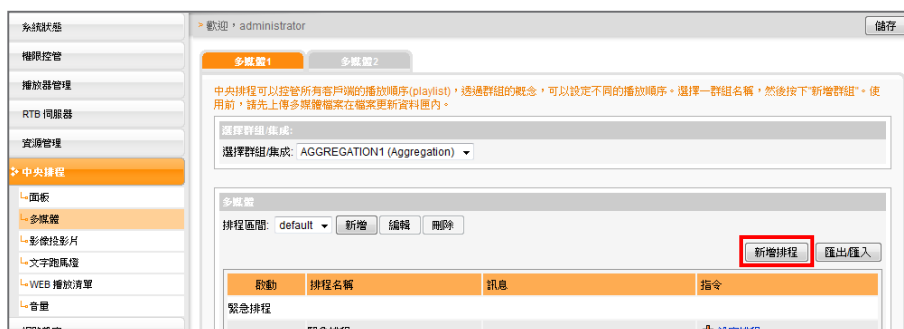 系統狀態
權限控管
播放器管理
RTB 伺服器
資源管理
中央排程
面板
多媒體
影像投影片
文字跑馬燈
WEB 播放清單
音量
歡迎，administrator
儲存
多媒體1
多媒體2
中央排程可以控管所有客戶端的播放順序(playlist)，透過群組的概念，可以設定不同的播放順序。選擇一群組名稱，然後按下"新增群組"。使
用前，請先上傳多媒體檔案在檔案更新資料匣內。
選擇群組/集成:
選擇群組/集成: AGGREGATION1 (Aggregation)
多媒體
排程區間: default 新增 編輯 刪除
新增排程 匯出/匯入
啟動 排程名稱 訊息 指令
緊急排程